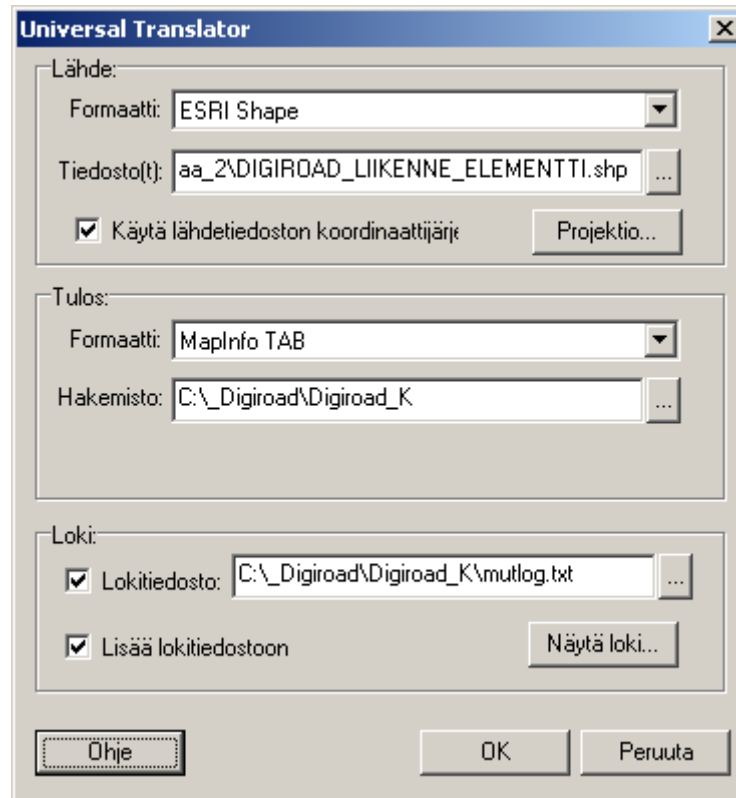 Universal Translator
Lähde:
Formaatti: ESRI Shape
Tiedosto(t): aa_2\DIGIROAD_LIIKENNE_ELEMENTTI.shp ...
Käytä lähdetiedoston koordinaattijärje Projektio...
Tulos:
Formaatti: MapInfo TAB
Hakemisto: C:\_Digiroad\Digiroad_K ...
Loki:
Lokitiedosto: C:\_Digiroad\Digiroad_K\mutlog.txt ...
Lisää lokitiedostoon Näytä loki...
Ohje OK Peruuta